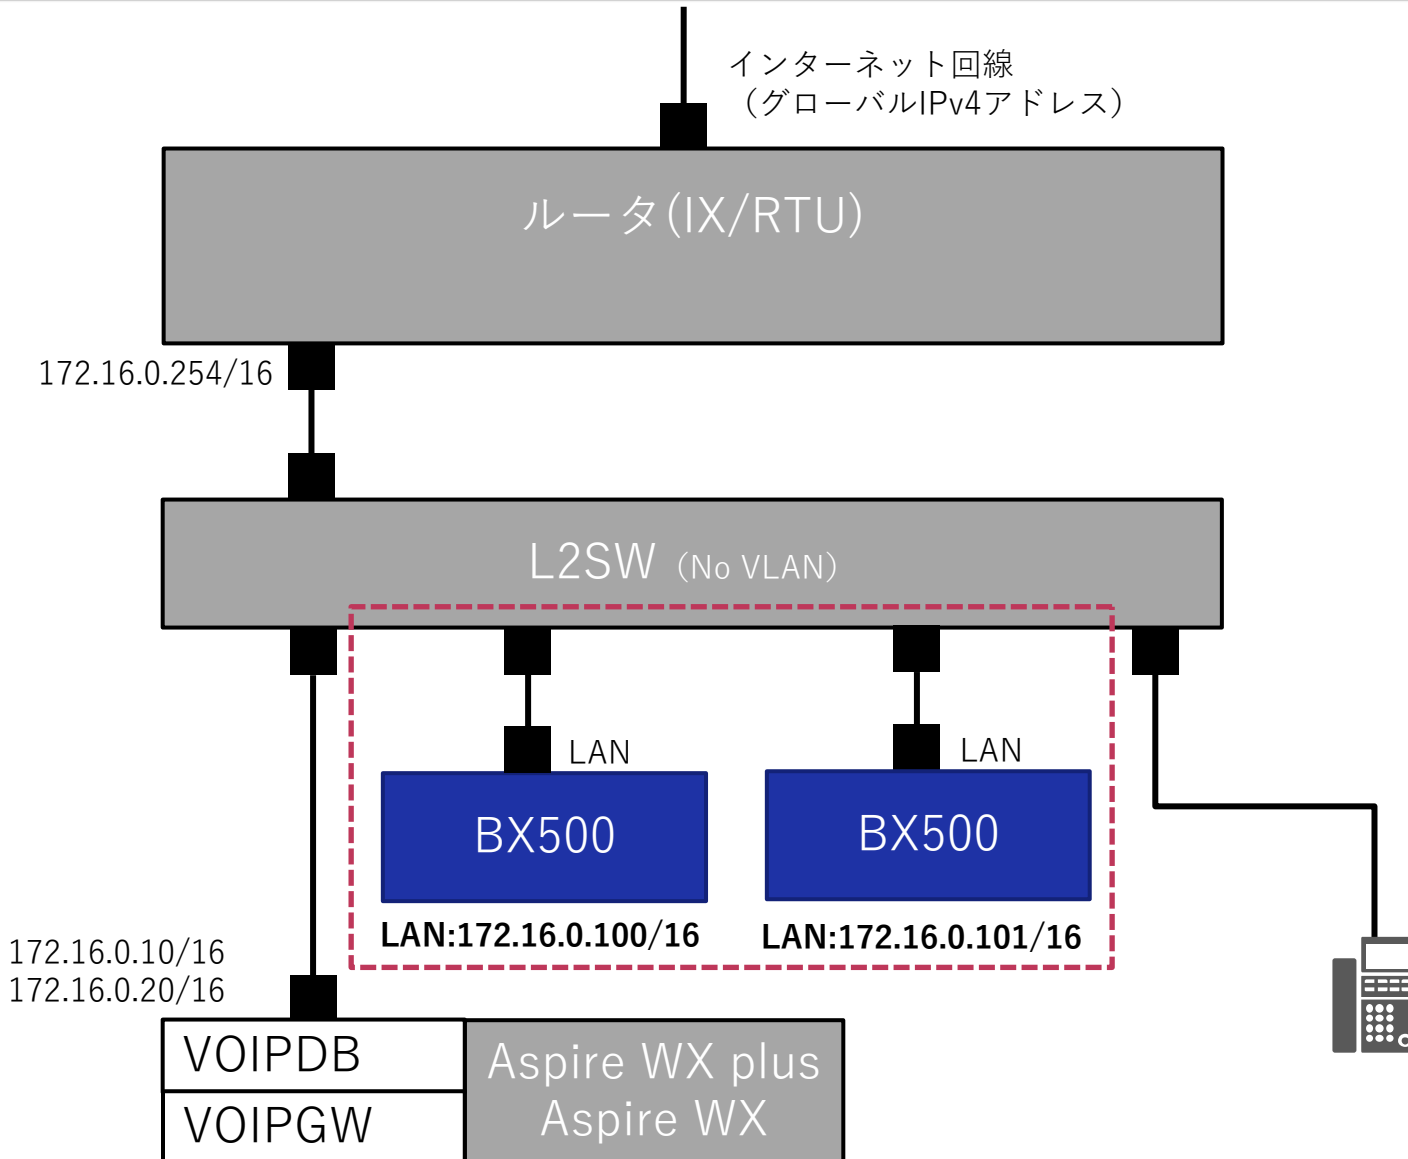 インターネット回線
（グローバルIPv4アドレス）
ルータ(IX/RTU)
172.16.0.254/16
L2SW（No VLAN）
LAN
LAN
BX500
BX500
LAN:172.16.0.100/16
LAN:172.16.0.101/16
172.16.0.10/16
172.16.0.20/16
VOIPDB
VOIPGW
Aspire WX plus
Aspire WX